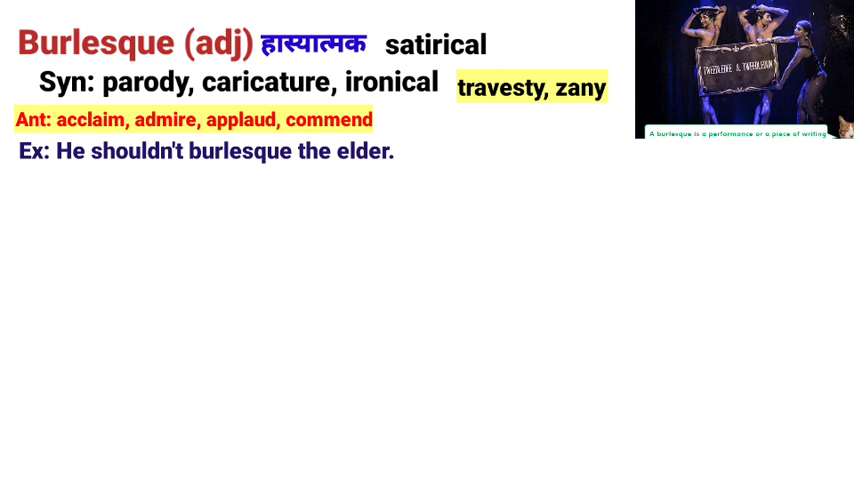 Burlesque (adj) हास्यात्मक satirical
Syn: parody, caricature, ironical travesty, zany
Ant: acclaim, admire, applaud, commend
Ex: He shouldn't burlesque the elder.
TWEEDLEDEE & TWEEDLEDUM
A burlesque is a performance or a piece of writing